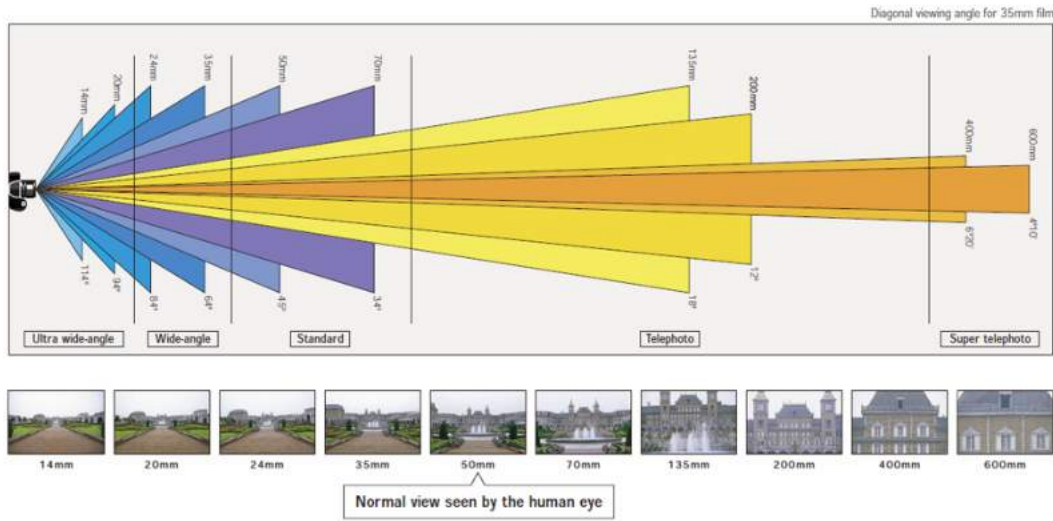 Diagonal viewing angle for 35mm film
14mm
20mm
24mm
35mm
50mm
70mm
135mm
200mm
400mm
600mm
114°
94°
84°
64°
46°
34°
18°
12°
6°20'
4°10'
Ultra wide-angle
Wide-angle
Standard
Telephoto
Super telephoto
14mm
20mm
24mm
35mm
50mm
70mm
135mm
200mm
400mm
600mm
Normal view seen by the human eye